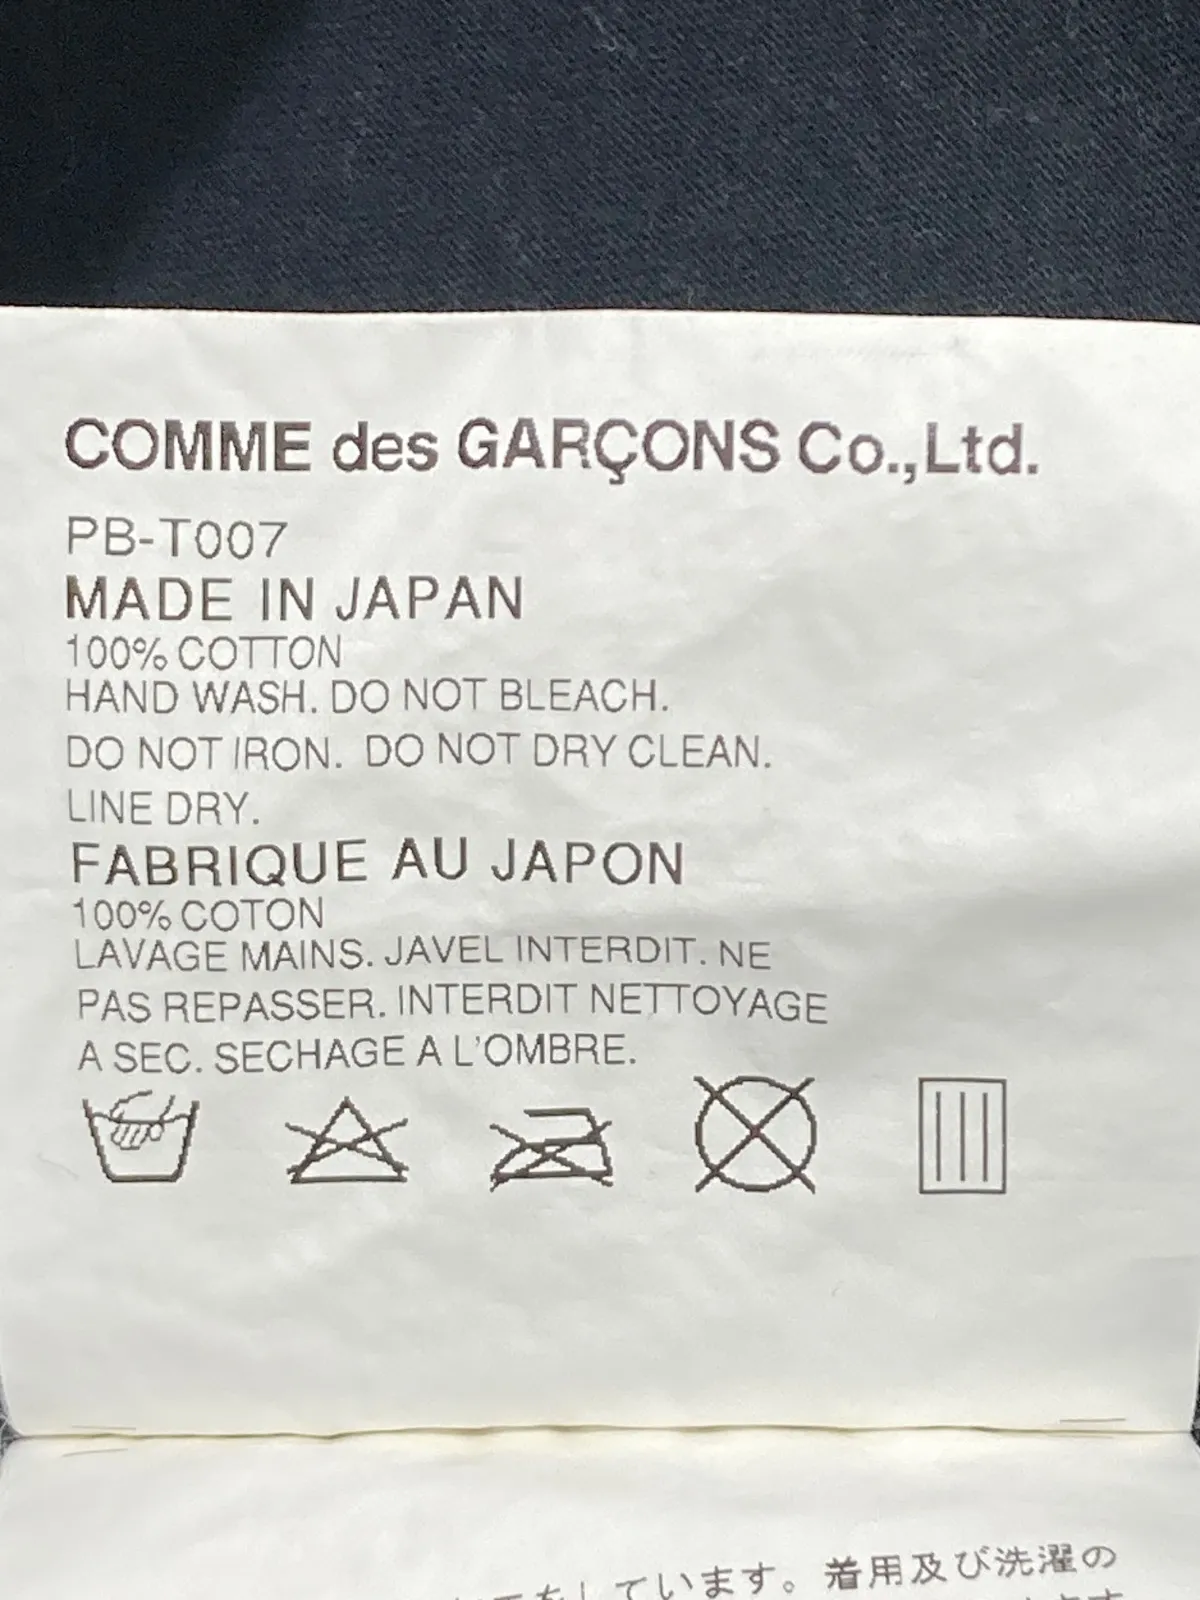 COMME des GARÇONS Co.,Ltd.
PB-T007
MADE IN JAPAN
100% COTTON
HAND WASH. DO NOT BLEACH.
DO NOT IRON. DO NOT DRY CLEAN.
LINE DRY.
FABRIQUE AU JAPON
100% COTON
LAVAGE MAINS. JAVEL INTERDIT. NE
PAS REPASSER. INTERDIT NETTOYAGE
A SEC. SECHAGE A L'OMBRE.
しています。着用及び洗濯の